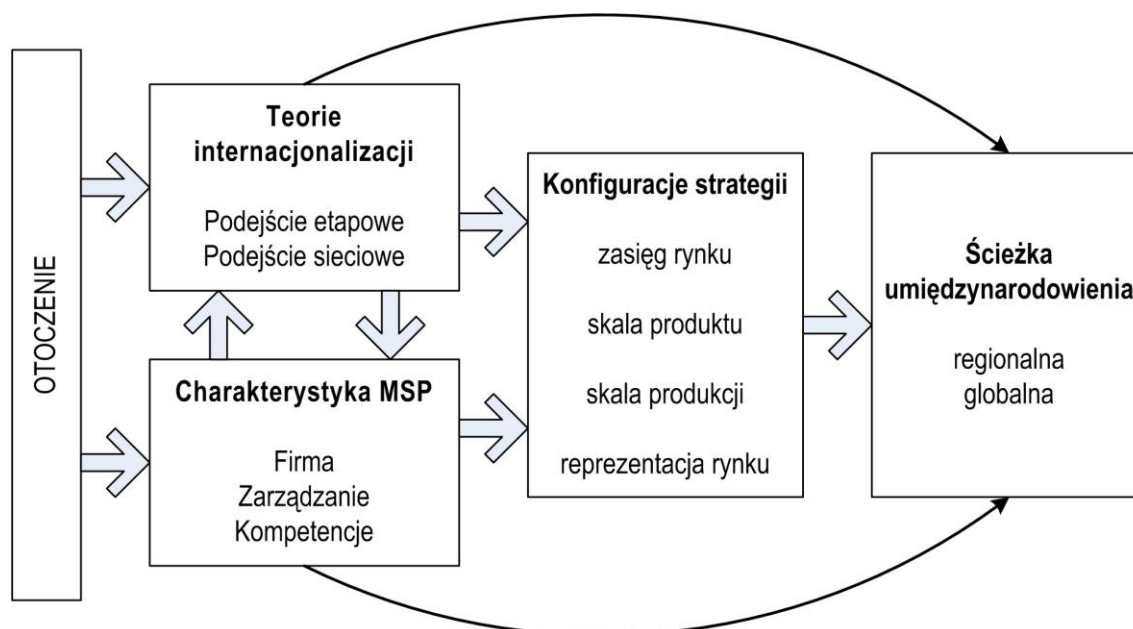 OTOCZENIE
Teorie
internacjonalizacji
Podejście etapowe
Podejście sieciowe
Charakterystyka MSP
Firma
Zarządzanie
Kompetencje
Konfiguracje strategii
zasięg rynku
skala produktu
skala produkcji
reprezentacja rynku
Ścieżka
umiędzynarodowienia
regionalna
globalna